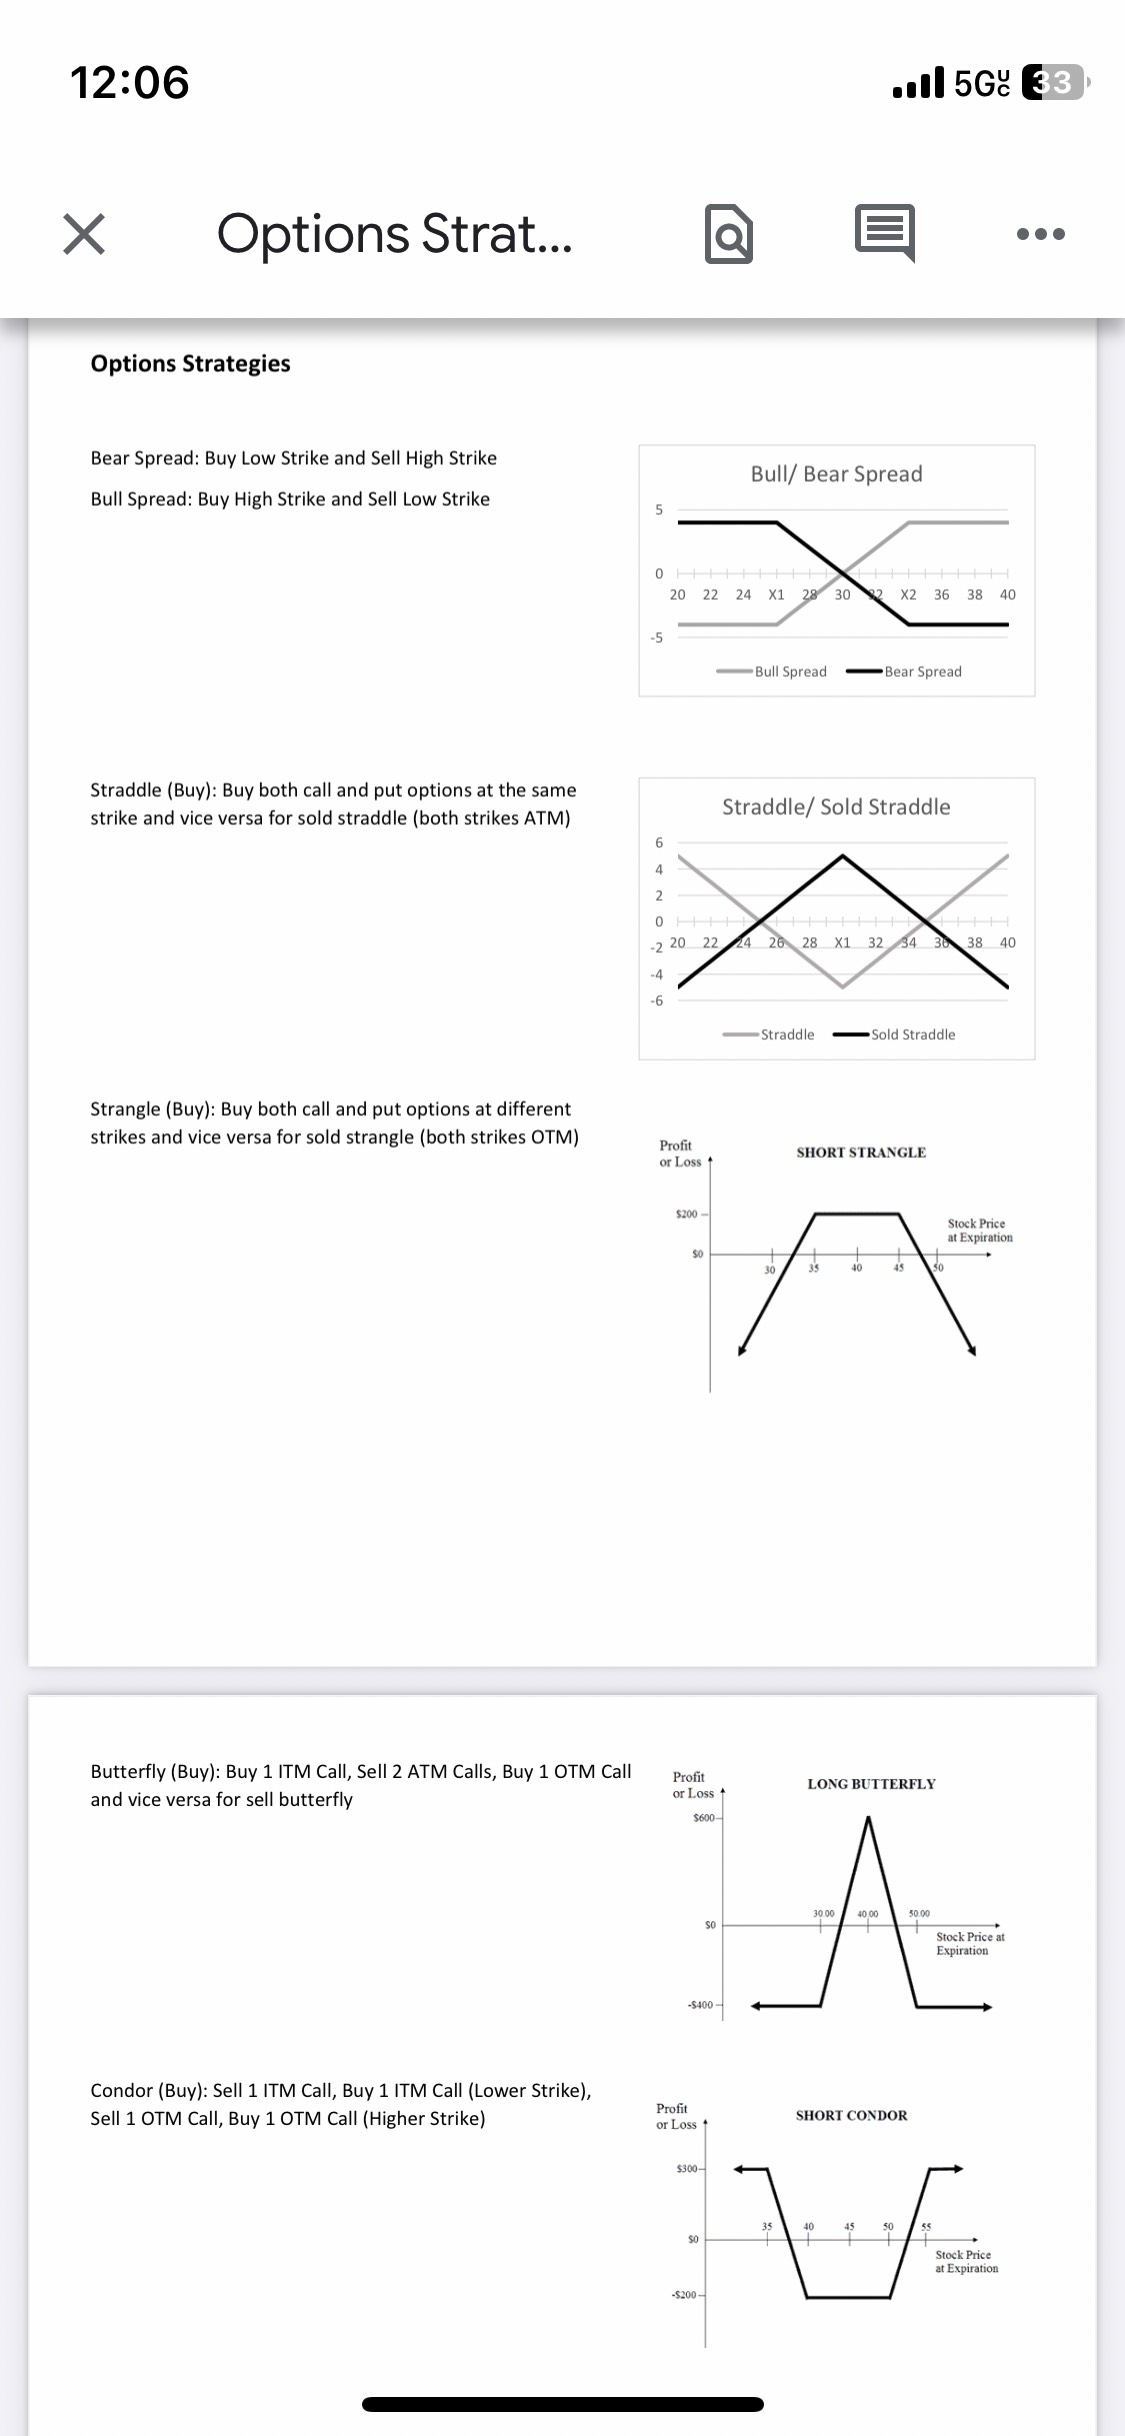 12:06
5G UC 33
Options Strat...
Options Strategies
Bear Spread: Buy Low Strike and Sell High Strike
Bull Spread: Buy High Strike and Sell Low Strike
Bull/ Bear Spread
5
0
20 22 24 X1 28 30 32 X2 36 38 40
-5
Bull Spread Bear Spread
Straddle (Buy): Buy both call and put options at the same
strike and vice versa for sold straddle (both strikes ATM)
Straddle/ Sold Straddle
6
4
2
0
-2 20 22 24 26 28 X1 32 34 36 38 40
-4
-6
Straddle Sold Straddle
Strangle (Buy): Buy both call and put options at different
strikes and vice versa for sold strangle (both strikes OTM)
Profit
or Loss
SHORT STRANGLE
$200
Stock Price
at Expiration
$0
30 35 40 45 50
Butterfly (Buy): Buy 1 ITM Call, Sell 2 ATM Calls, Buy 1 OTM Call
and vice versa for sell butterfly
Profit
or Loss
LONG BUTTERFLY
$600
30.00 40.00 50.00
$0
Stock Price at
Expiration
-$400
Condor (Buy): Sell 1 ITM Call, Buy 1 ITM Call (Lower Strike),
Sell 1 OTM Call, Buy 1 OTM Call (Higher Strike)
Profit
or Loss
SHORT CONDOR
$300
35 40 45 50 55
$0
Stock Price
at Expiration
-$200